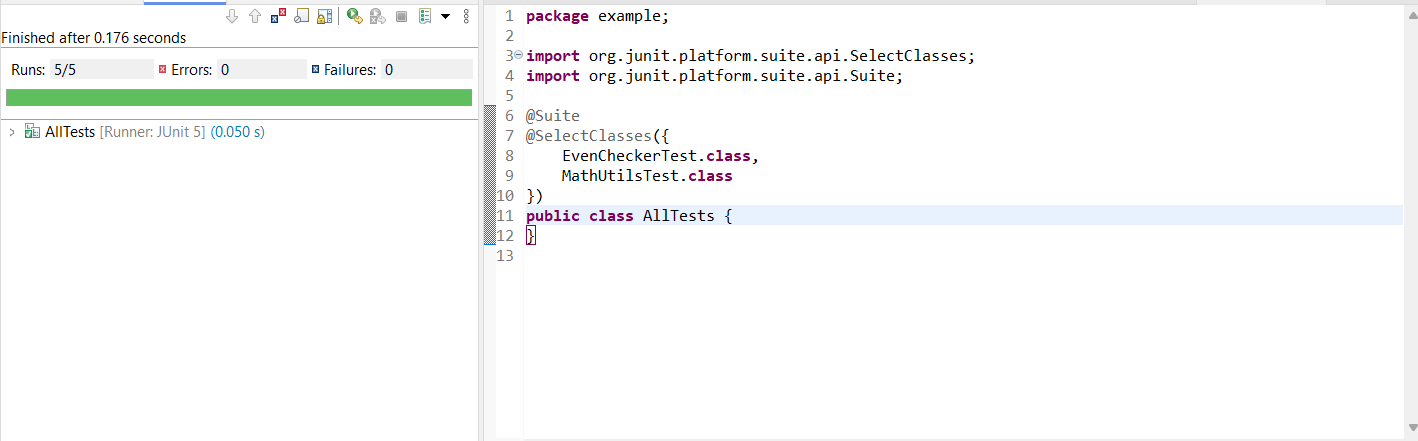 Finished after 0.176 seconds
Runs: 5/5 Errors: 0 Failures: 0
AllTests [Runner: JUnit 5] (0.050 s)
1 package example;
2
3 import org.junit.platform.suite.api.SelectClasses;
4 import org.junit.platform.suite.api.Suite;
5
6 @Suite
7 @SelectClasses({
8     EvenCheckerTest.class,
9     MathUtilsTest.class
10 })
11 public class AllTests {
12 }
13